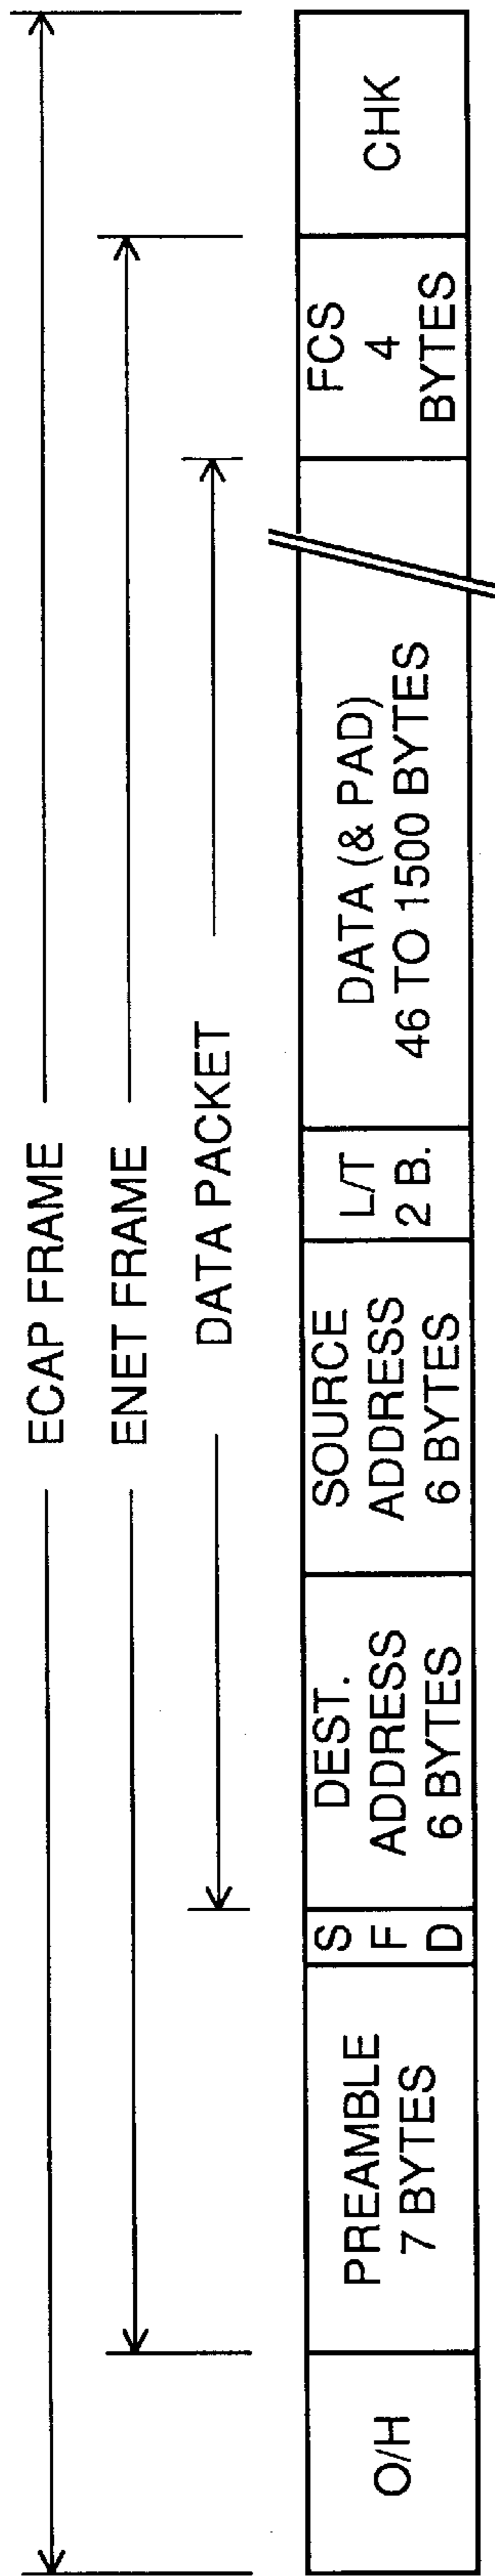 ECAP FRAME
ENET FRAME
DATA PACKET
O/H
PREAMBLE
7 BYTES
S
F
D
DEST.
ADDRESS
6 BYTES
SOURCE
ADDRESS
6 BYTES
L/T
2 B.
DATA (& PAD)
46 TO 1500 BYTES
FCS
4
BYTES
CHK